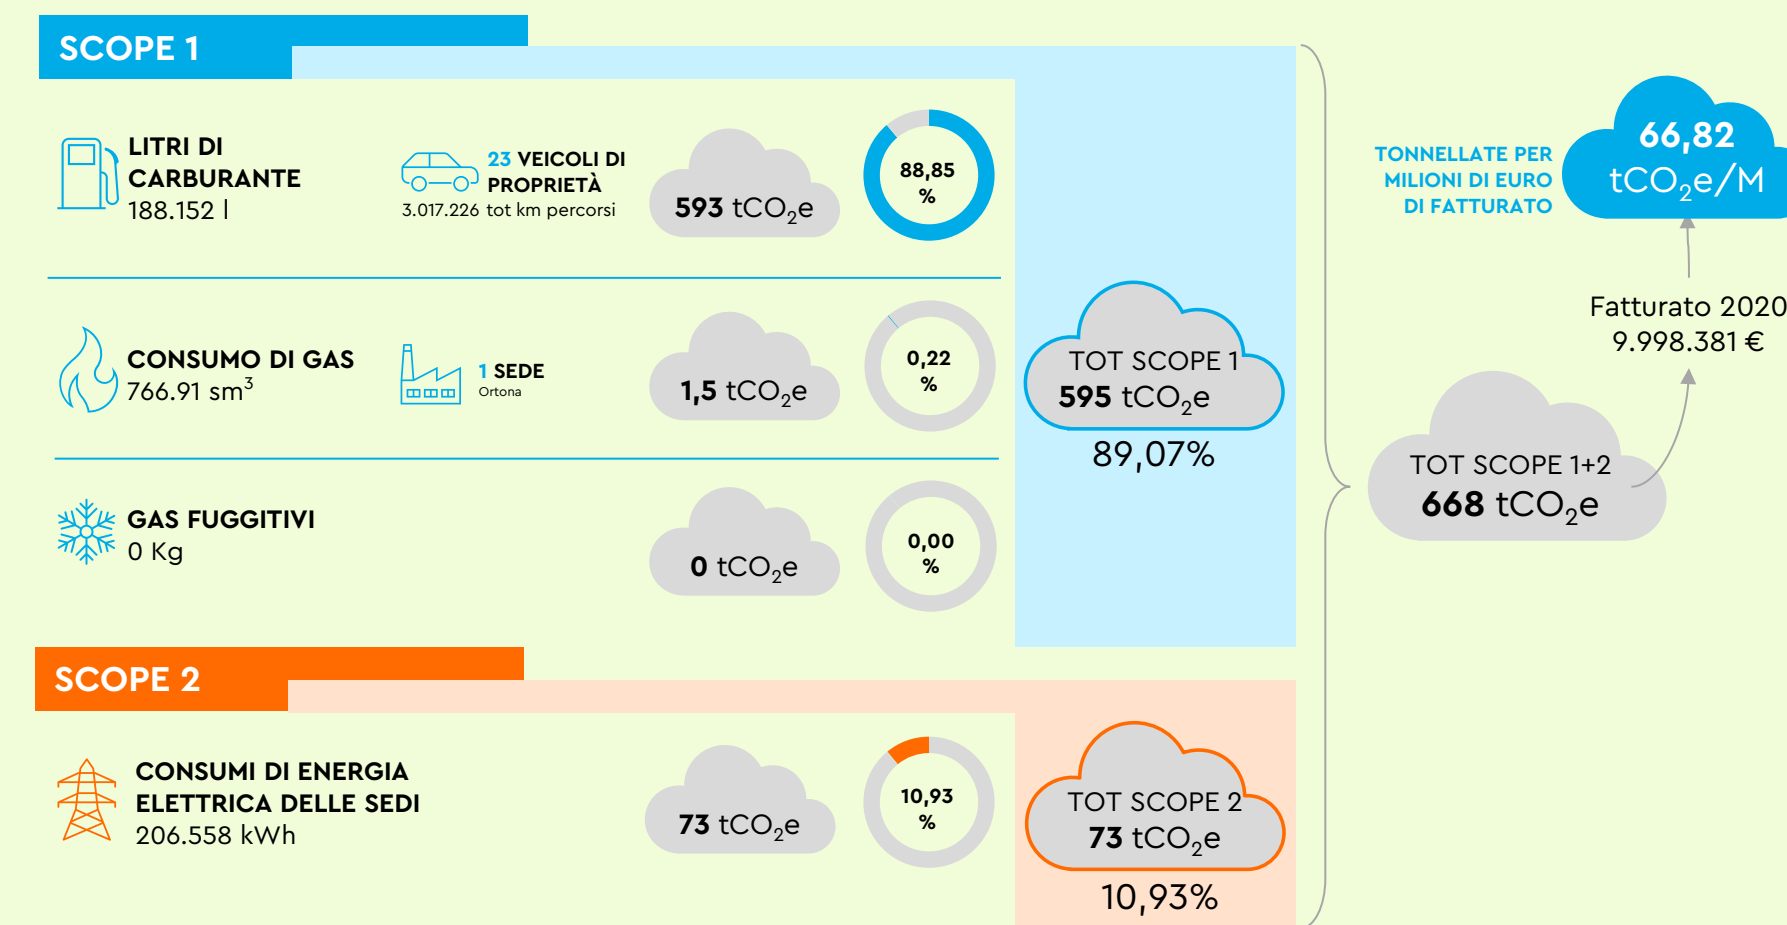 SCOPE 1
LITRI DI
CARBURANTE
188.152 l
23 VEICOLI DI
PROPRIETÀ
3.017.226 tot km percorsi
593 tCO₂e
88,85
%
CONSUMO DI GAS
766.91 sm³
1 SEDE
Ortona
1,5 tCO₂e
0,22
%
GAS FUGGITIVI
0 Kg
0 tCO₂e
0,00
%
TOT SCOPE 1
595 tCO₂e
89,07%
SCOPE 2
CONSUMI DI ENERGIA
ELETTRICA DELLE SEDI
206.558 kWh
73 tCO₂e
10,93
%
TOT SCOPE 2
73 tCO₂e
10,93%
TONNELLATE PER
MILIONI DI EURO
DI FATTURATO
66,82
tCO₂e/M
Fatturato 2020
9.998.381 €
TOT SCOPE 1+2
668 tCO₂e